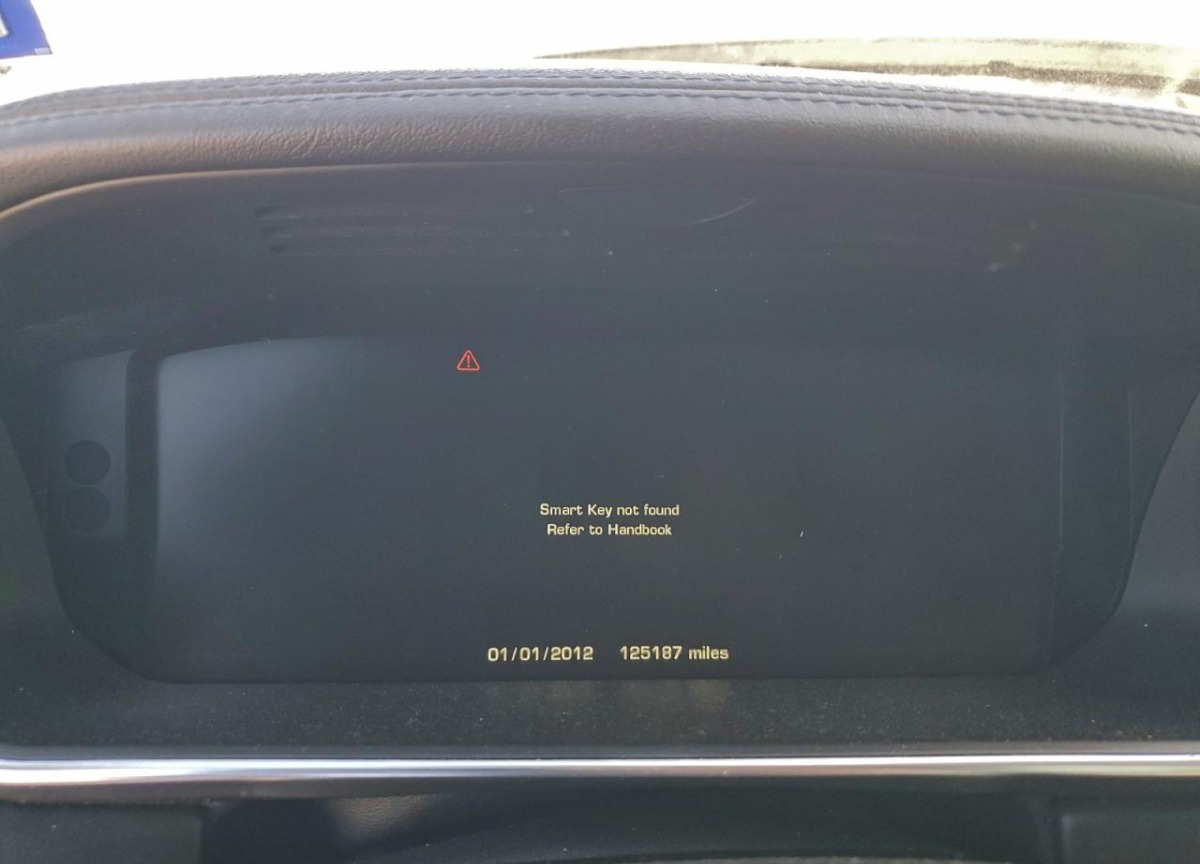 Smart Key not found
Refer to Handbook
01/01/2012 125187 miles